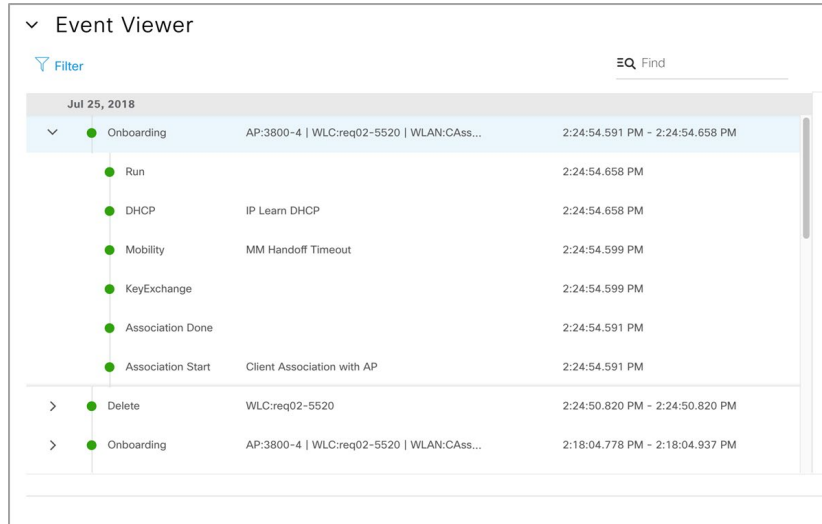 Event Viewer
Filter
Find
Jul 25, 2018
Onboarding AP:3800-4 | WLC:req02-5520 | WLAN:CAss... 2:24:54.591 PM - 2:24:54.658 PM
Run 2:24:54.658 PM
DHCP IP Learn DHCP 2:24:54.658 PM
Mobility MM Handoff Timeout 2:24:54.599 PM
KeyExchange 2:24:54.599 PM
Association Done 2:24:54.591 PM
Association Start Client Association with AP 2:24:54.591 PM
Delete WLC:req02-5520 2:24:50.820 PM - 2:24:50.820 PM
Onboarding AP:3800-4 | WLC:req02-5520 | WLAN:CAss... 2:18:04.778 PM - 2:18:04.937 PM